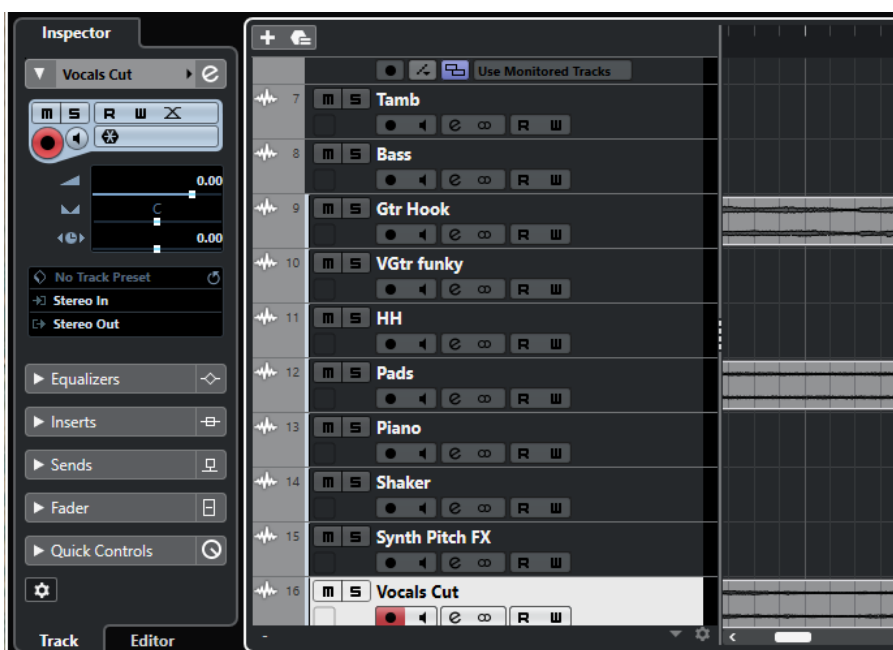 Inspector
Vocals Cut
m S R W
0.00
C
0.00
No Track Preset
Stereo In
Stereo Out
Equalizers
Inserts
Sends
Fader
Quick Controls
Track Editor
Use Monitored Tracks
7 m S Tamb
e R W
8 m S Bass
e R W
9 m S Gtr Hook
e R W
10 m S VGtr funky
e R W
11 m S HH
e R W
12 m S Pads
e R W
13 m S Piano
e R W
14 m S Shaker
e R W
15 m S Synth Pitch FX
e R W
16 m S Vocals Cut
e R W